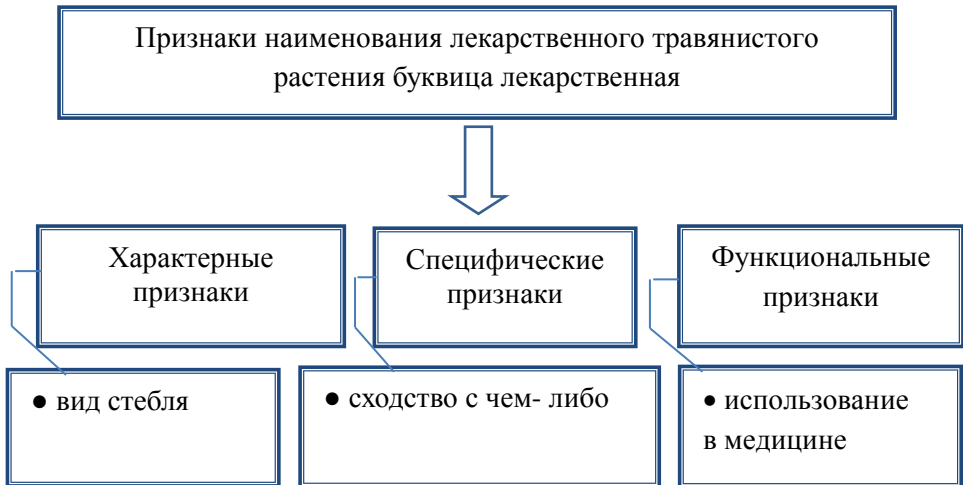 Признаки наименования лекарственного травянистого
растения буквица лекарственная
Характерные
признаки
Специфические
признаки
Функциональные
признаки
● вид стебля
● сходство с чем- либо
• использование
в медицине